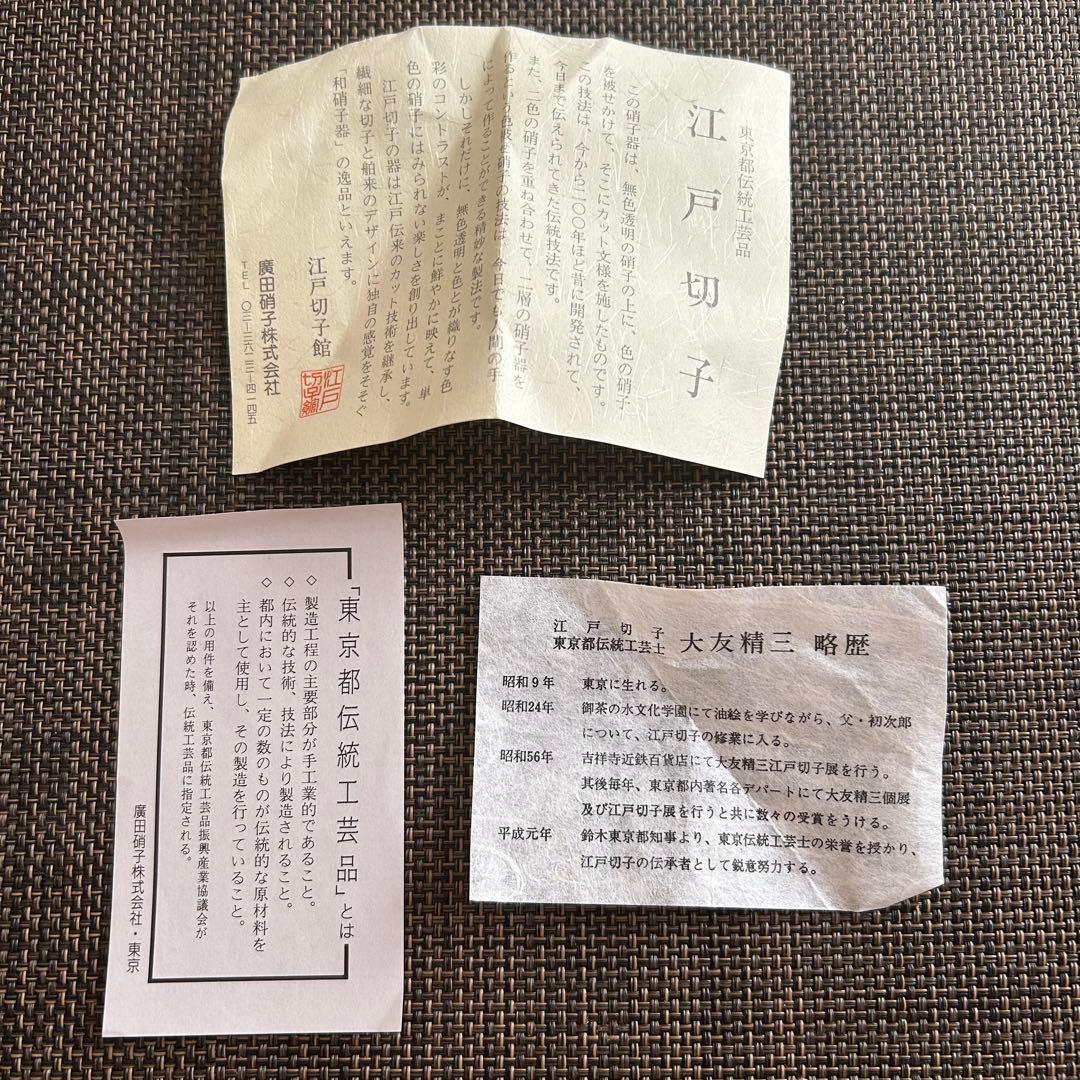 東京都伝統工芸品
江戸切子
この硝子器は、無色透明の硝子の上に、色の硝子
を被せかけて、そこにカット文様を施したものです。
この技法は、今から二〇〇年ほど昔に開発されて、
今日まで伝えられてきた伝統技法です。
また、二色の硝子を重ね合わせて、二層の硝子器を
作るという色被せ硝子の技法は、今日でも人間の手
によって作ることができる精妙な製法です。
しかしそれだけに、無色透明と色とが織りなす色
彩のコントラストが、まことに鮮やかに映えて、単
色の硝子にはみられない楽しさを創り出しています。
江戸切子の器は江戸伝来のカット技術を継承し、
繊細な切子と舶来のデザインに独自の感覚をそそぐ
「和硝子器」の逸品といえます。
江戸切子館
江戸切子館
廣田硝子株式会社
TEL 〇三―三六二三―四一四五
「東京都伝統工芸品」とは
◇製造工程の主要部分が手工業的であること。
◇伝統的な技術、技法により製造されること。
◇都内において一定の数のものが伝統的な原材料を
主として使用し、その製造を行っていること。
以上の用件を備え、東京都伝統工芸品振興産業協議会が
それを認めた時、伝統工芸品に指定される。
廣田硝子株式会社・東京
江戸切子
東京都伝統工芸士 大友精三 略歴
昭和9年 東京に生れる。
昭和24年 御茶の水文化学園にて油絵を学びながら、父・初次郎
について、江戸切子の修業に入る。
昭和56年 吉祥寺近鉄百貨店にて大友精三江戸切子展を行う。
其後毎年、東京都内著名各デパートにて大友精三個展
及び江戸切子展を行うと共に数々の受賞をうける。
平成元年 鈴木東京都知事より、東京伝統工芸士の栄誉を授かり、
江戸切子の伝承者として鋭意努力する。